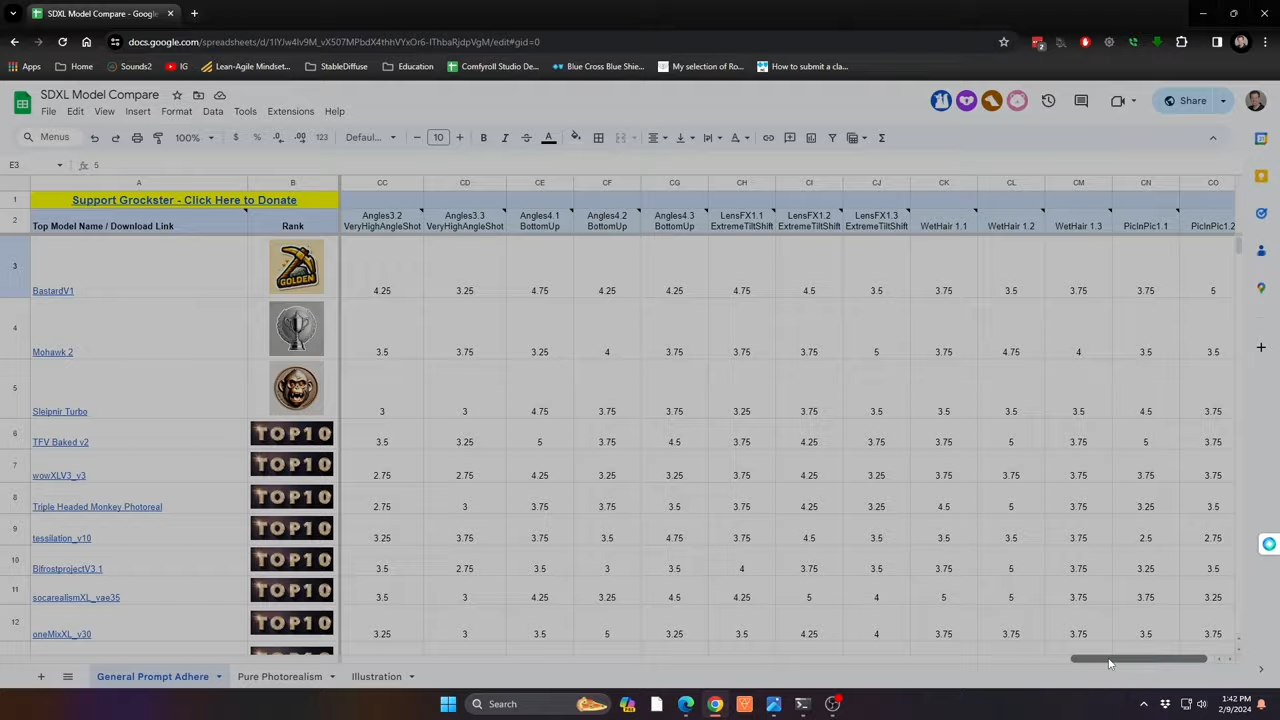 SDXL Model Compare - Google
docs.google.com/spreadsheets/d/
/edit#gid=0
2
Apps Home Sounds2 IG Lean-Agile Mindset... StableDiffuse Education Comfyroll Studio De... Blue Cross Blue Shie... My selection of Ro... How to submit a cla...
SDXL Model Compare
File Edit View Insert Format Data Tools Extensions Help
Share
Menus 100% $ % .0 .00 123 Defaul... 10 B I S A Σ
E3 fx 5
A B CC CD CE CF CG CH CI CJ CK CL CM CN CO
1 Support Grockster - Click Here to Donate
Angles3.2 Angles3.3 Angles4.1 Angles4.2 Angles4.3 LensFX1.1 LensFX1.2 LensFX1.3
2 Top Model Name / Download Link Rank VeryHighAngleShot VeryHighAngleShot BottomUp BottomUp BottomUp ExtremeTiltShift ExtremeTiltShift ExtremeTiltShift WetHair 1.1 WetHair 1.2 WetHair 1.3 PicInPic1.1 PicInPic1.2
GOLDEN
3 BastardV1 4.25 3.25 4.75 4.25 4.25 4.75 4.5 3.5 3.75 3.5 3.75 3.75 5
4 Mohawk 2 3.5 3.75 3.25 4 3.75 3.75 3.75 5 3.75 4.75 4 3.5 3.5
5 Sleipnir Turbo 3 3 4.75 3.75 3.75 3.25 3.75 3.5 3.5 3.5 3.5 4.5 3.75
6 TFV Baked v2 TOP10 3.5 3.25 5 3.75 4.5 3.75 4.25 3.75 3.75 5 3.75 5 3.75
7 wowXLV3_v3 TOP10 2.75 2.75 4.25 3.25 3.25 3.75 4.25 3.25 3.75 5 3.75 3.75 3.75
8 Triple Headed Monkey Photoreal TOP10 2.75 3 3.75 3.75 3.5 3.75 4.25 3.25 4.5 5 3.75 3.25 3.5
9 tessilation_v10 TOP10 3.25 3.75 3.75 3.5 4.75 3.75 4.5 3.5 3.5 5 3.75 2.5 2.75
10 BifrostprojectV3 1 TOP10 3.5 2.75 3.5 3 3.5 4 3.75 3.5 3.75 5 3.75 3.25 3.5
11 socarealismXL_vae35 TOP10 3.5 3 4.25 3.25 4.5 4.25 5 4 5 5 3.75 3.75 3.25
12 oneMixXL_v30 TOP10 3.25 3 3.5 5 3.25 3.5 4.25 4 3.75 3.75 3.75 3.5 3.75
General Prompt Adhere Pure Photorealism Illustration
Search
1:42 PM
2/9/2024